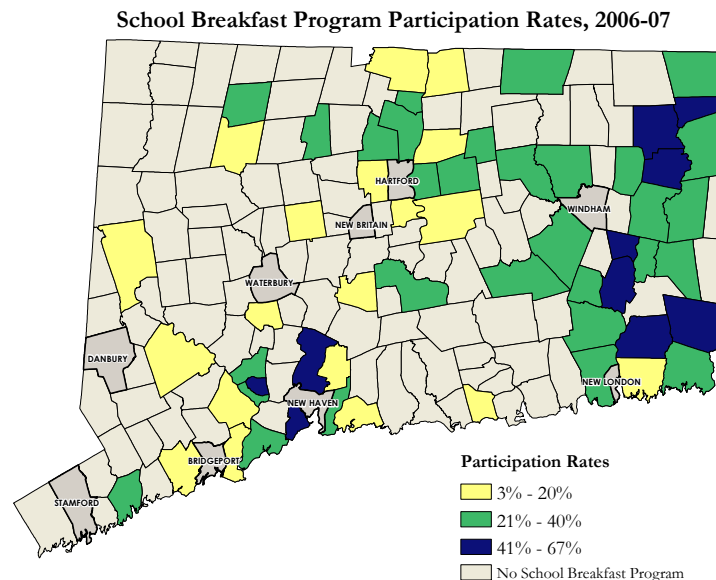 School Breakfast Program Participation Rates, 2006-07
HARTFORD
WINDHAM
NEW BRITAIN
WATERBURY
DANBURY
NEW LONDON
NEW HAVEN
BRIDGEPORT
STAMFORD
Participation Rates
3% - 20%
21% - 40%
41% - 67%
No School Breakfast Program